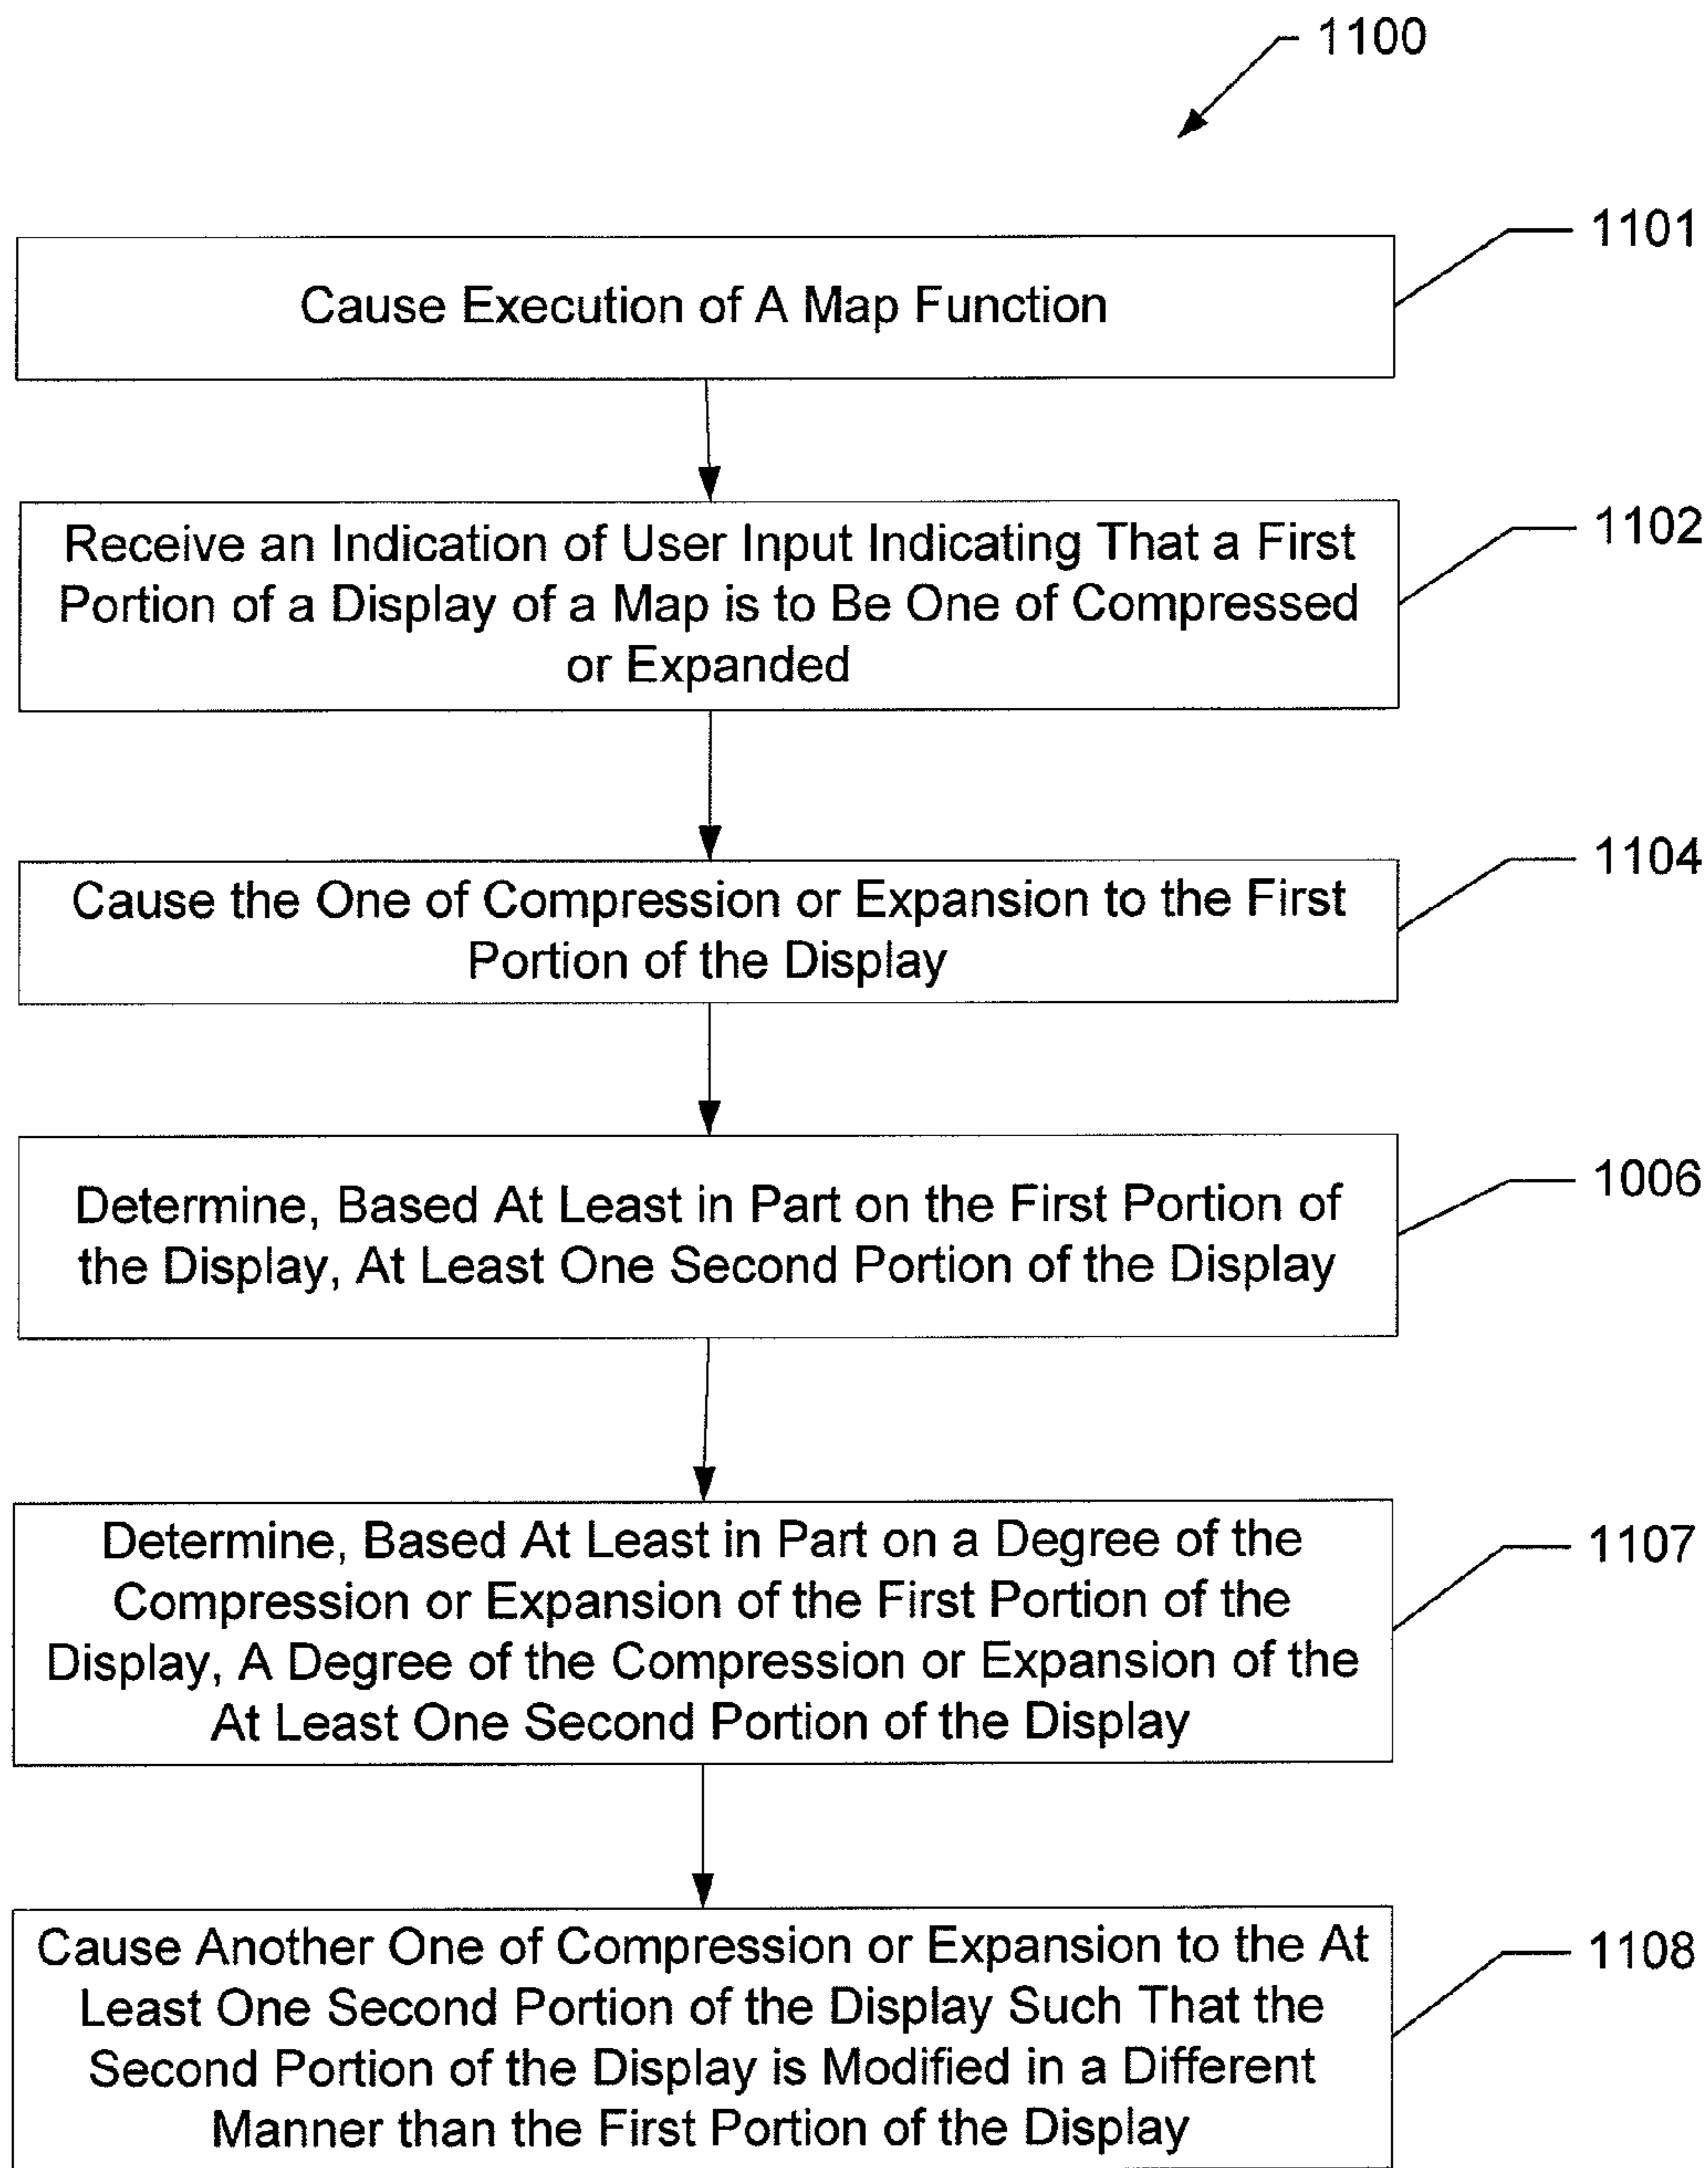 1100
1101
Cause Execution of A Map Function
1102
Receive an Indication of User Input Indicating That a First
Portion of a Display of a Map is to Be One of Compressed
or Expanded
1104
Cause the One of Compression or Expansion to the First
Portion of the Display
1006
Determine, Based At Least in Part on the First Portion of
the Display, At Least One Second Portion of the Display
1107
Determine, Based At Least in Part on a Degree of the
Compression or Expansion of the First Portion of the
Display, A Degree of the Compression or Expansion of the
At Least One Second Portion of the Display
1108
Cause Another One of Compression or Expansion to the At
Least One Second Portion of the Display Such That the
Second Portion of the Display is Modified in a Different
Manner than the First Portion of the Display